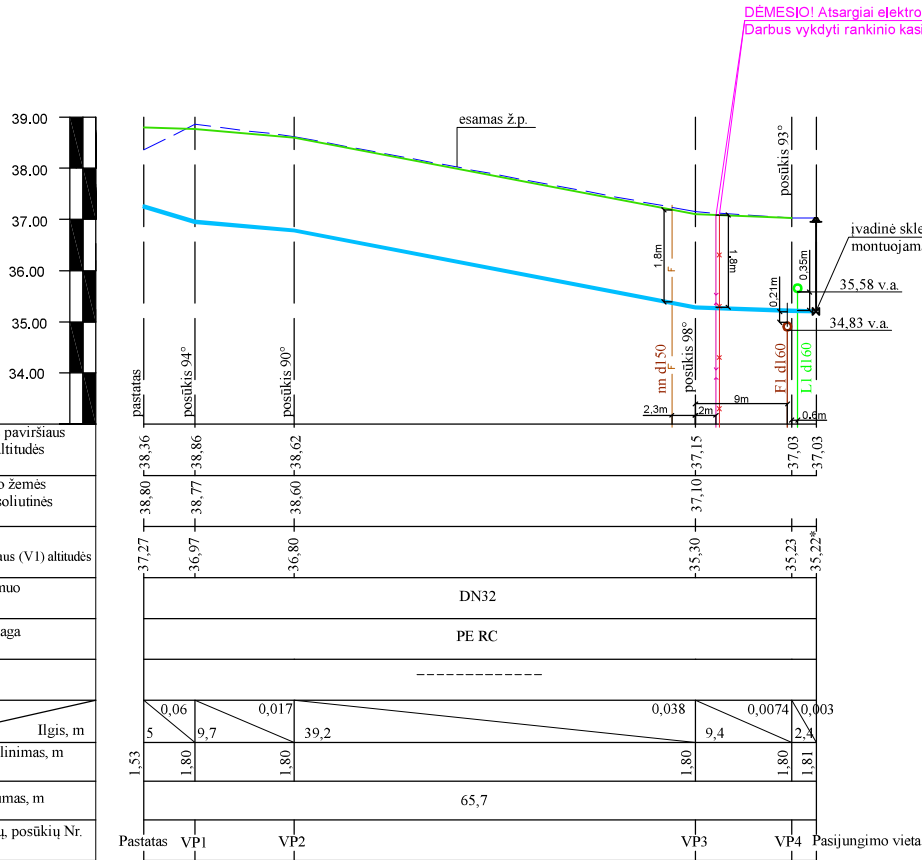 DĖMESIO! Atsargiai elektro
Darbus vykdyti rankinio kasi
39.00
38.00
37.00
36.00
35.00
34.00
esamas ž.p.
posūkis 93°
įvadinė skle
montuojam
35,58 v.a.
34,83 v.a.
1,8m
1,8m
0,35m
0,21m
pastatas
posūkis 94°
posūkis 90°
nn d150
F
F
posūkis 98°
F1 d160
L1 d160
2,3m
2m
9m
0,6m
paviršiaus
ltitudės
38,36
38,86
38,62
37,15
37,03
37,03
o žemės
soliutinės
38,80
38,77
38,60
37,10
aus (V1) altitudės
37,27
36,97
36,80
35,30
35,23
35,22*
muo
DN32
aga
PE RC
Ilgis, m
0,06
5
0,017
9,7
0,038
39,2
0,0074
9,4
0,003
2,4
linimas, m
1,53
1,80
1,80
1,80
1,80
1,81
umas, m
65,7
ų, posūkių Nr.
Pastatas
VP1
VP2
VP3
VP4
Pasijungimo vieta